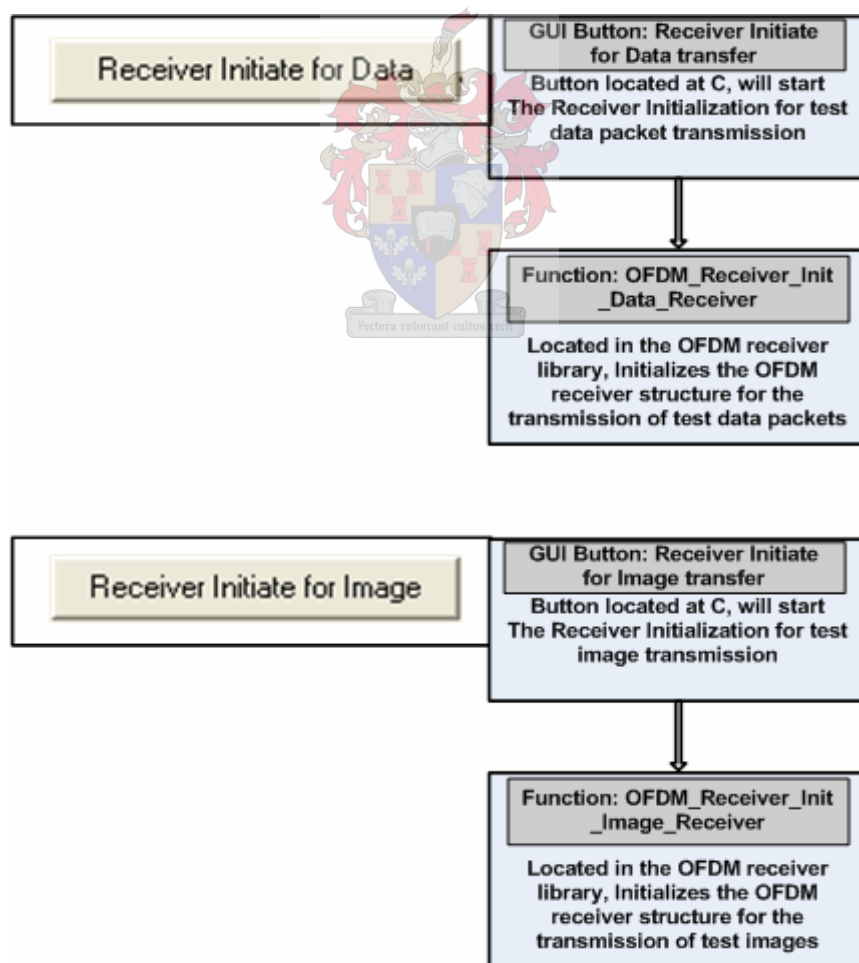 Receiver Initiate for Data
GUI Button: Receiver Initiate
for Data transfer
Button located at C, will start
The Receiver Initialization for test
data packet transmission
Function: OFDM_Receiver_Init
_Data_Receiver
Located in the OFDM receiver
library, Initializes the OFDM
receiver structure for the
transmission of test data packets
Pectora roborant cultus recti
Receiver Initiate for Image
GUI Button: Receiver Initiate
for Image transfer
Button located at C, will start
The Receiver Initialization for test
image transmission
Function: OFDM_Receiver_Init
_Image_Receiver
Located in the OFDM receiver
library, Initializes the OFDM
receiver structure for the
transmission of test images